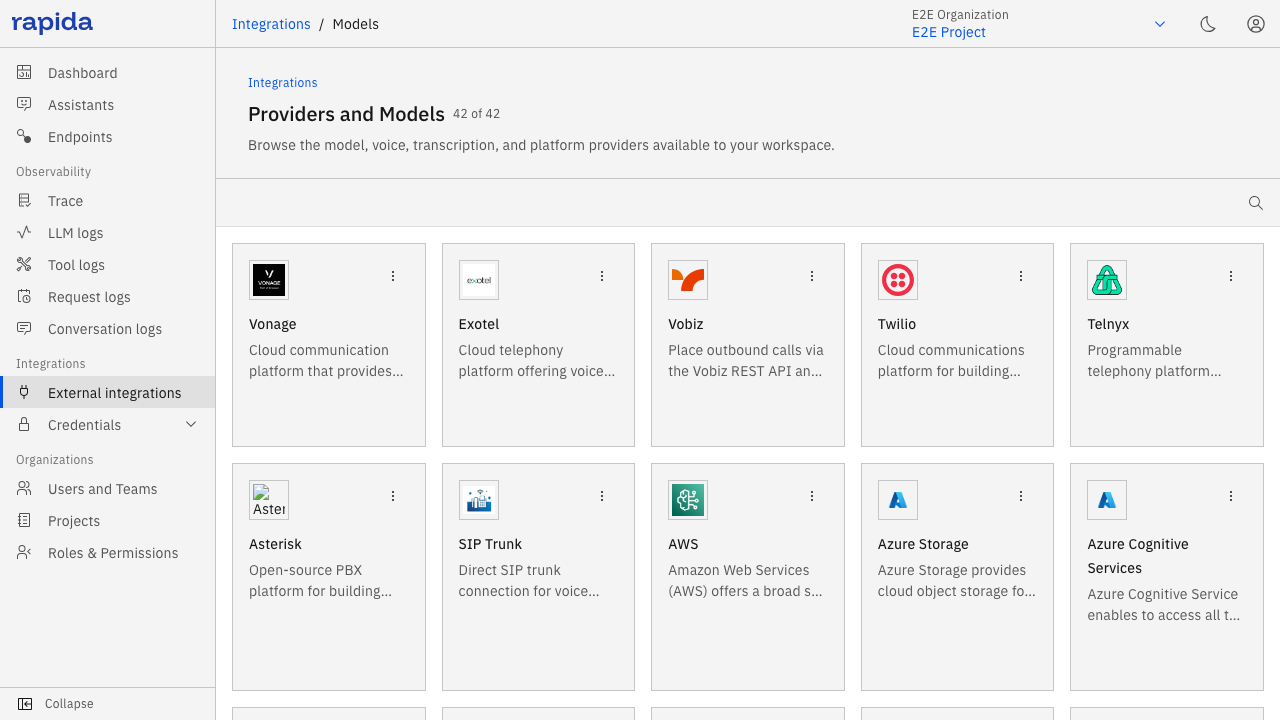 rapida
Integrations / Models
E2E Organization
E2E Project
Dashboard
Assistants
Endpoints
Observability
Trace
LLM logs
Tool logs
Request logs
Conversation logs
Integrations
External integrations
Credentials
Organizations
Users and Teams
Projects
Roles & Permissions
Collapse
Integrations
Providers and Models 42 of 42
Browse the model, voice, transcription, and platform providers available to your workspace.
VONAGE
Vonage
Cloud communication
platform that provides...
exotel
Exotel
Cloud telephony
platform offering voice...
Vobiz
Place outbound calls via
the Vobiz REST API an...
Twilio
Cloud communications
platform for building...
Telnyx
Programmable
telephony platform...
Aster
Asterisk
Open-source PBX
platform for building...
SIP Trunk
Direct SIP trunk
connection for voice...
AWS
Amazon Web Services
(AWS) offers a broad s...
Azure Storage
Azure Storage provides
cloud object storage fo...
Azure Cognitive
Services
Azure Cognitive Service
enables to access all t...